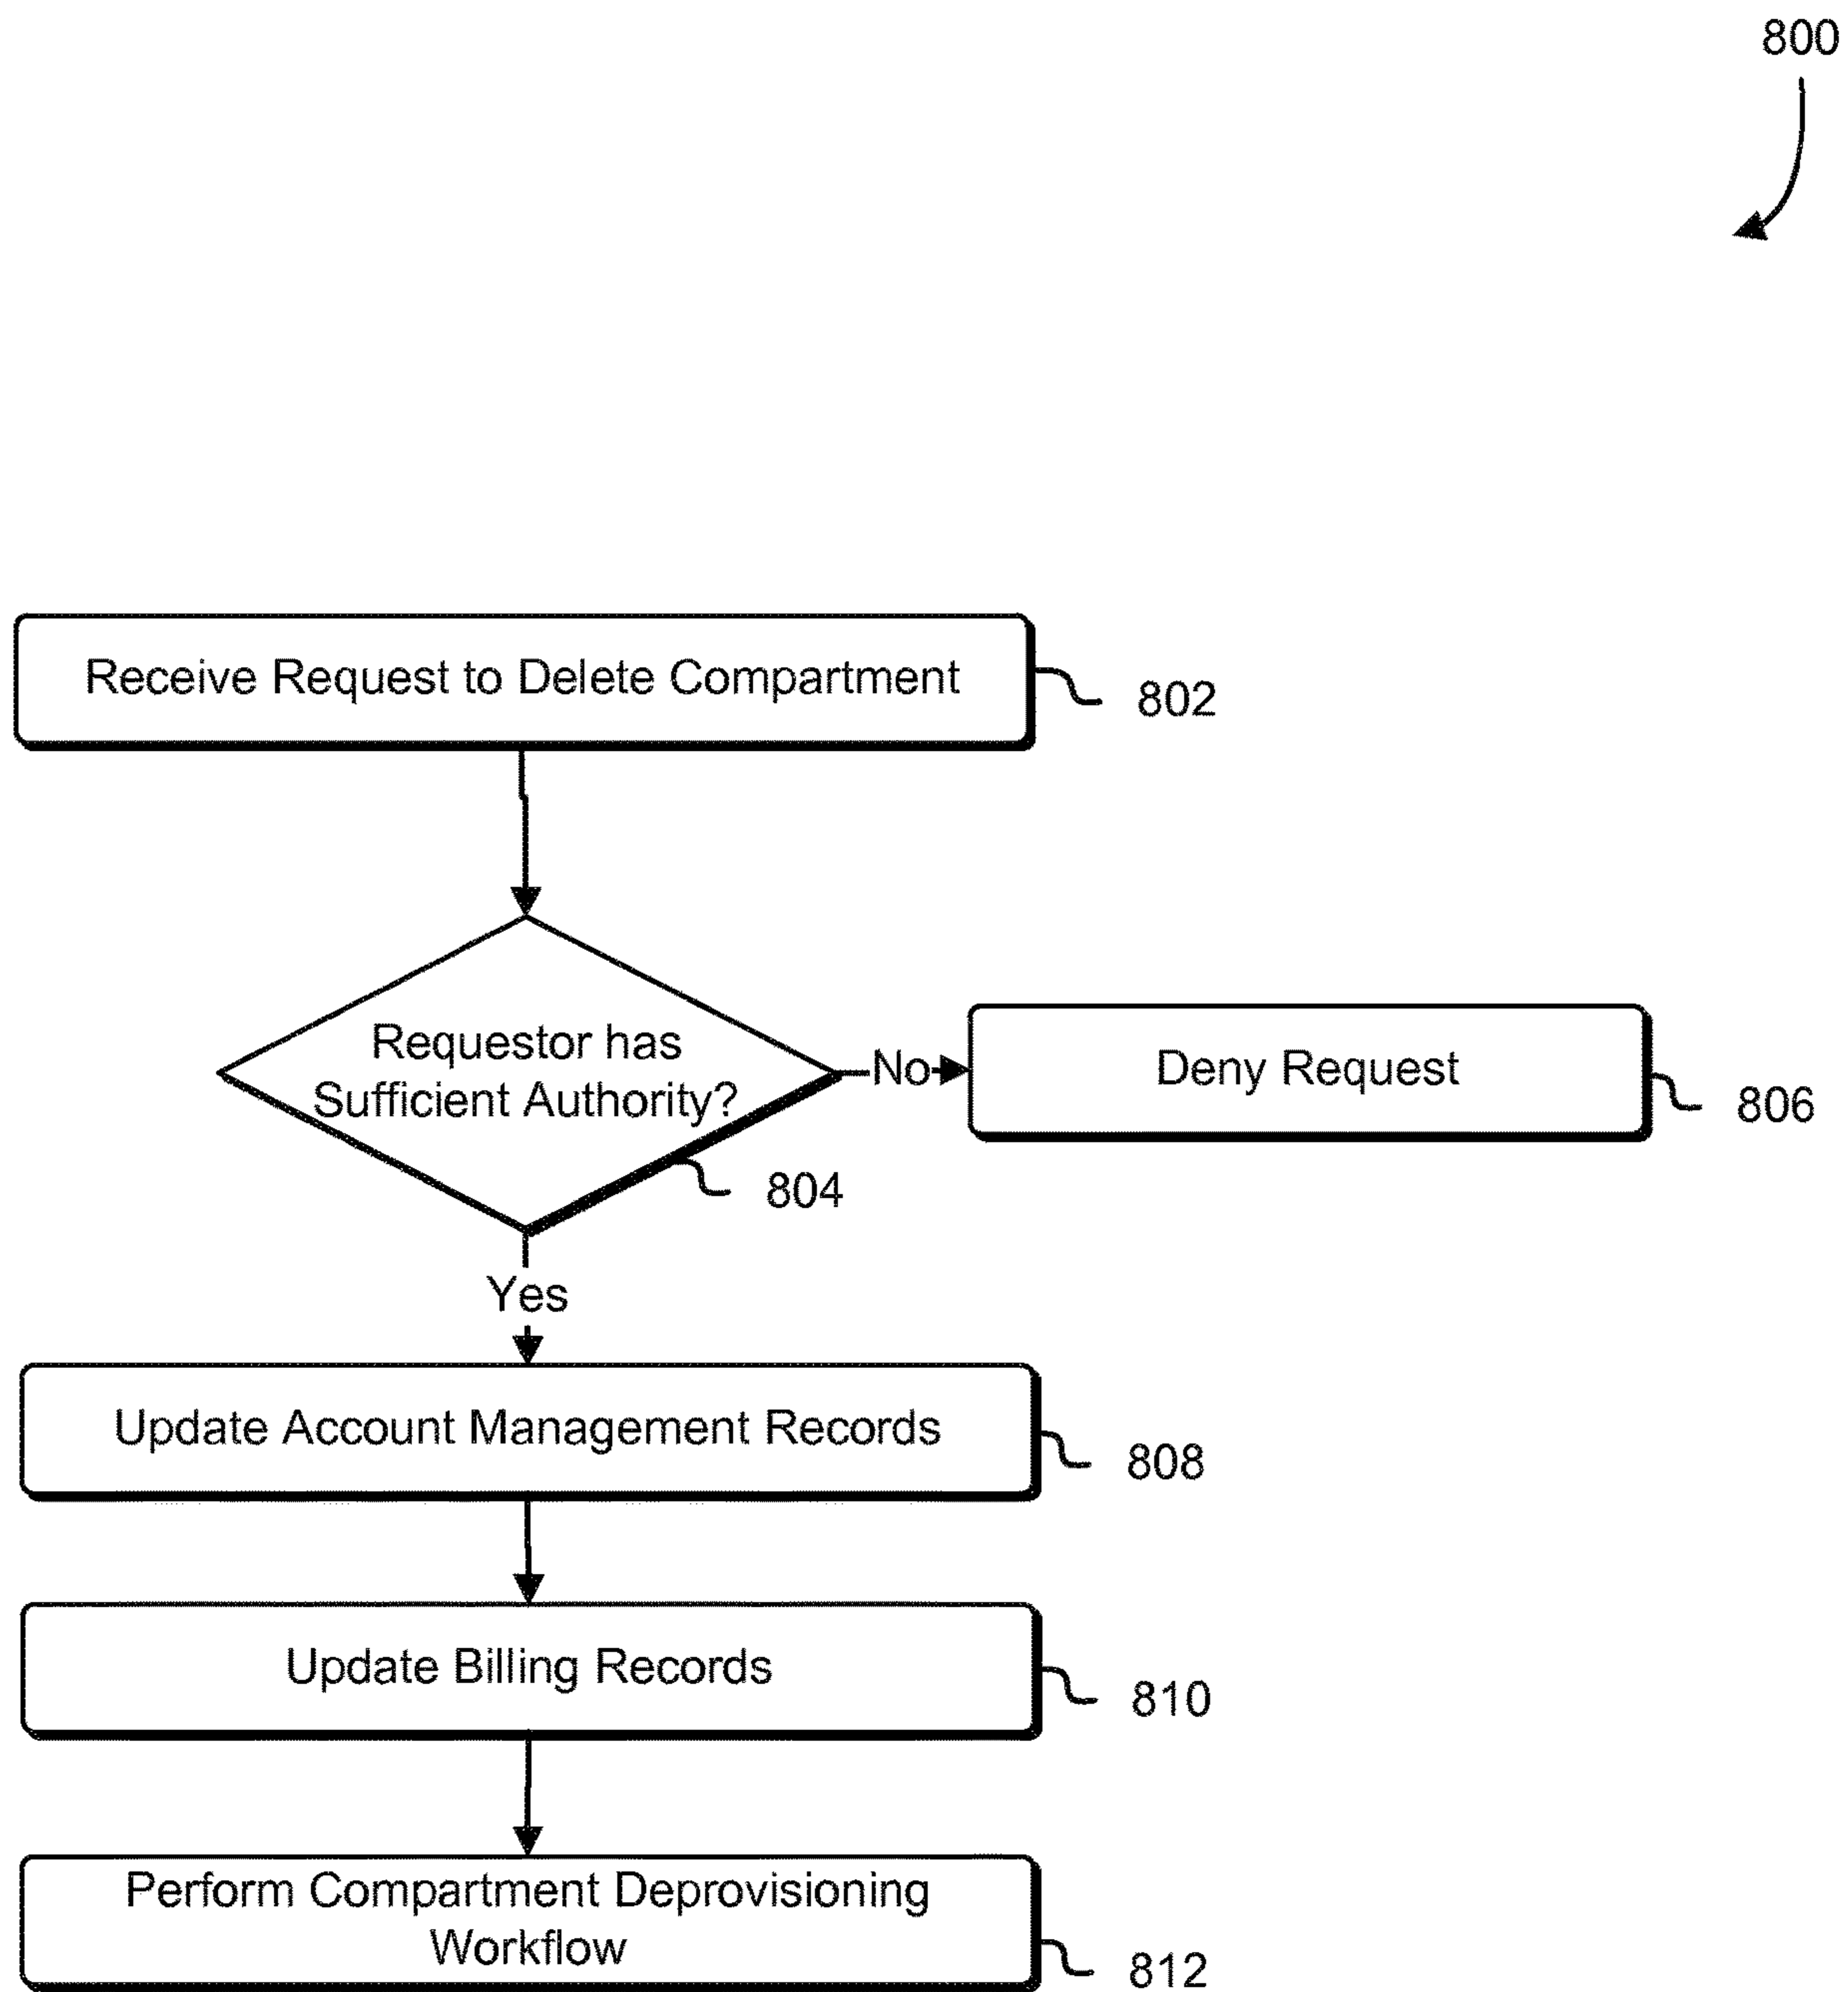 800
Receive Request to Delete Compartment
802
Requestor has
Sufficient Authority?
No
Deny Request
806
804
Yes
Update Account Management Records
808
Update Billing Records
810
Perform Compartment Deprovisioning
Workflow
812